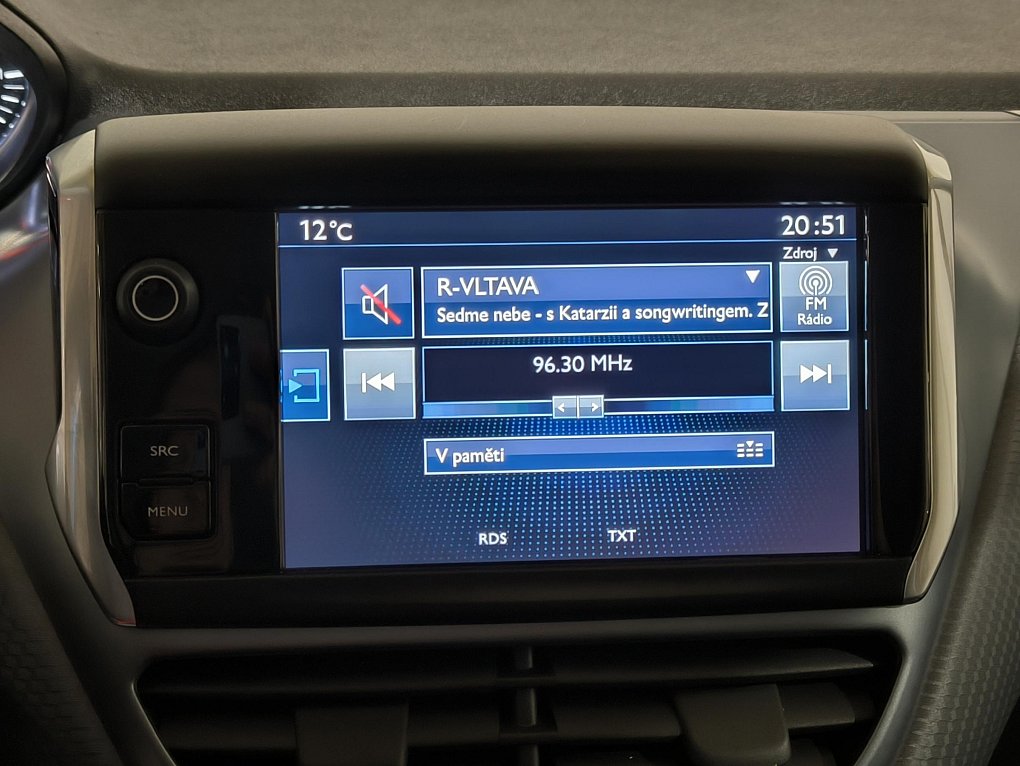 12°C
20:51
Zdroj
R-VLTAVA
Sedme nebe - s Katarzii a songwritingem. Z
FM
Rádio
96.30 MHz
SRC
V paměti
MENU
RDS
TXT